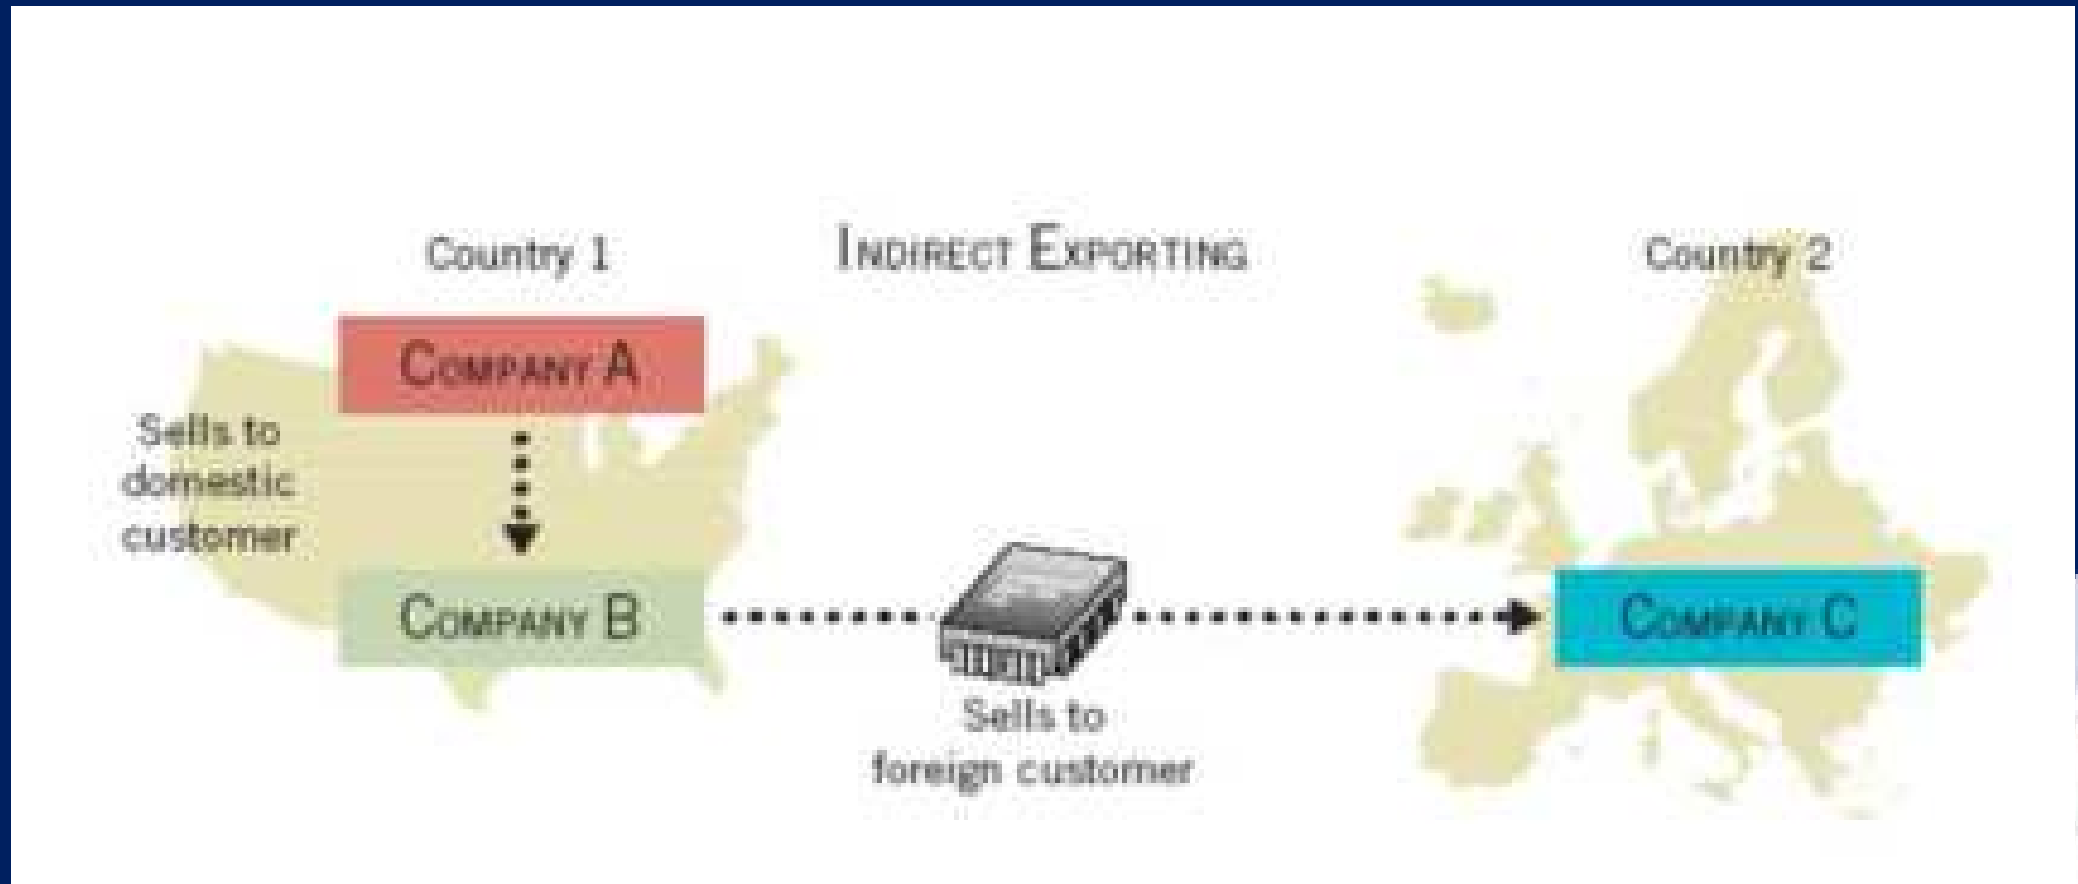 Country 1
INDIRECT EXPORTING
Country 2
COMPANY A
Sells to
domestic
customer
COMPANY B
COMPANY C
Sells to
foreign customer